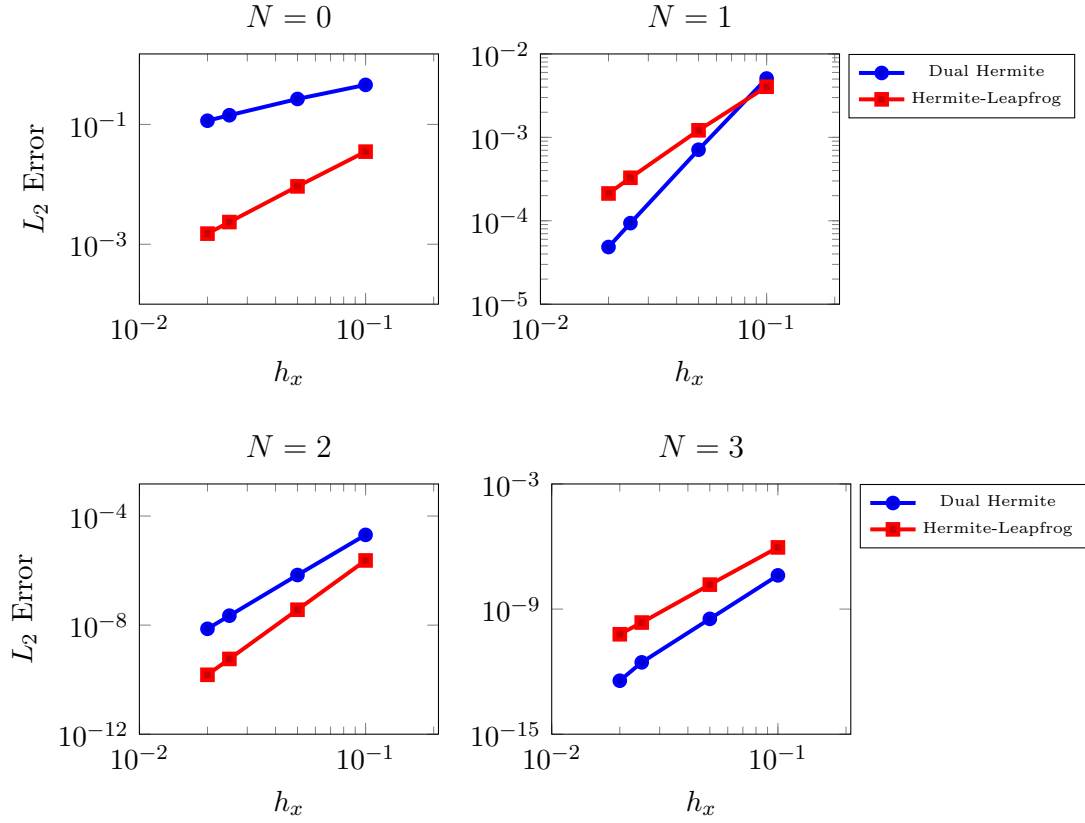 N = 0
10⁻¹
10⁻³
L₂ Error
10⁻² 10⁻¹
hₓ
N = 1
10⁻²
10⁻³
10⁻⁴
10⁻⁵
10⁻² 10⁻¹
hₓ
Dual Hermite
Hermite-Leapfrog
N = 2
10⁻⁴
10⁻⁸
10⁻¹²
L₂ Error
10⁻² 10⁻¹
hₓ
N = 3
10⁻³
10⁻⁹
10⁻¹⁵
10⁻² 10⁻¹
hₓ
Dual Hermite
Hermite-Leapfrog